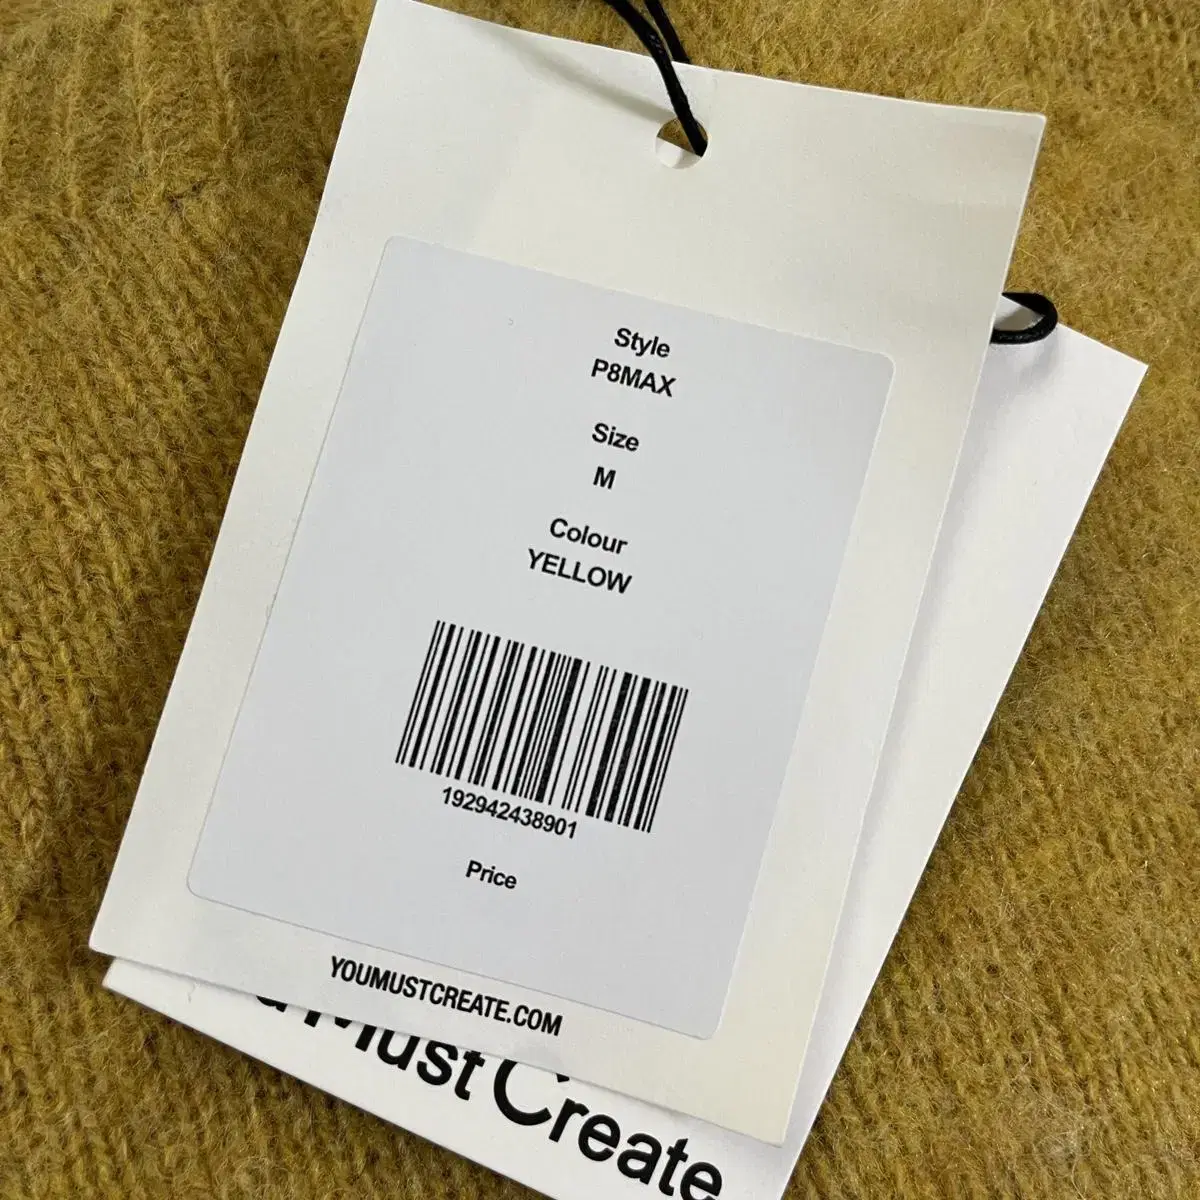 Style
P8MAX
Size
M
Colour
YELLOW
192942438901
Price
YOUMUSTCREATE.COM
Must Create